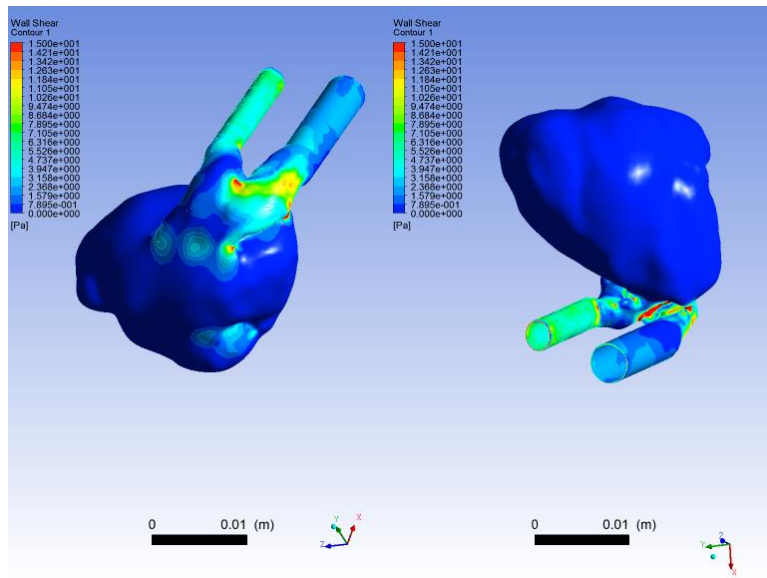 Wall Shear
Contour 1
1.500e+001
1.421e+001
1.342e+001
1.263e+001
1.184e+001
1.105e+001
1.026e+001
9.474e+000
8.684e+000
7.895e+000
7.105e+000
6.316e+000
5.526e+000
4.737e+000
3.947e+000
3.158e+000
2.368e+000
1.579e+000
7.895e-001
0.000e+000
[Pa]
0 0.01 (m)
Y X
Z
Wall Shear
Contour 1
1.500e+001
1.421e+001
1.342e+001
1.263e+001
1.184e+001
1.105e+001
1.026e+001
9.474e+000
8.684e+000
7.895e+000
7.105e+000
6.316e+000
5.526e+000
4.737e+000
3.947e+000
3.158e+000
2.368e+000
1.579e+000
7.895e-001
0.000e+000
[Pa]
0 0.01 (m)
Z
Y
X